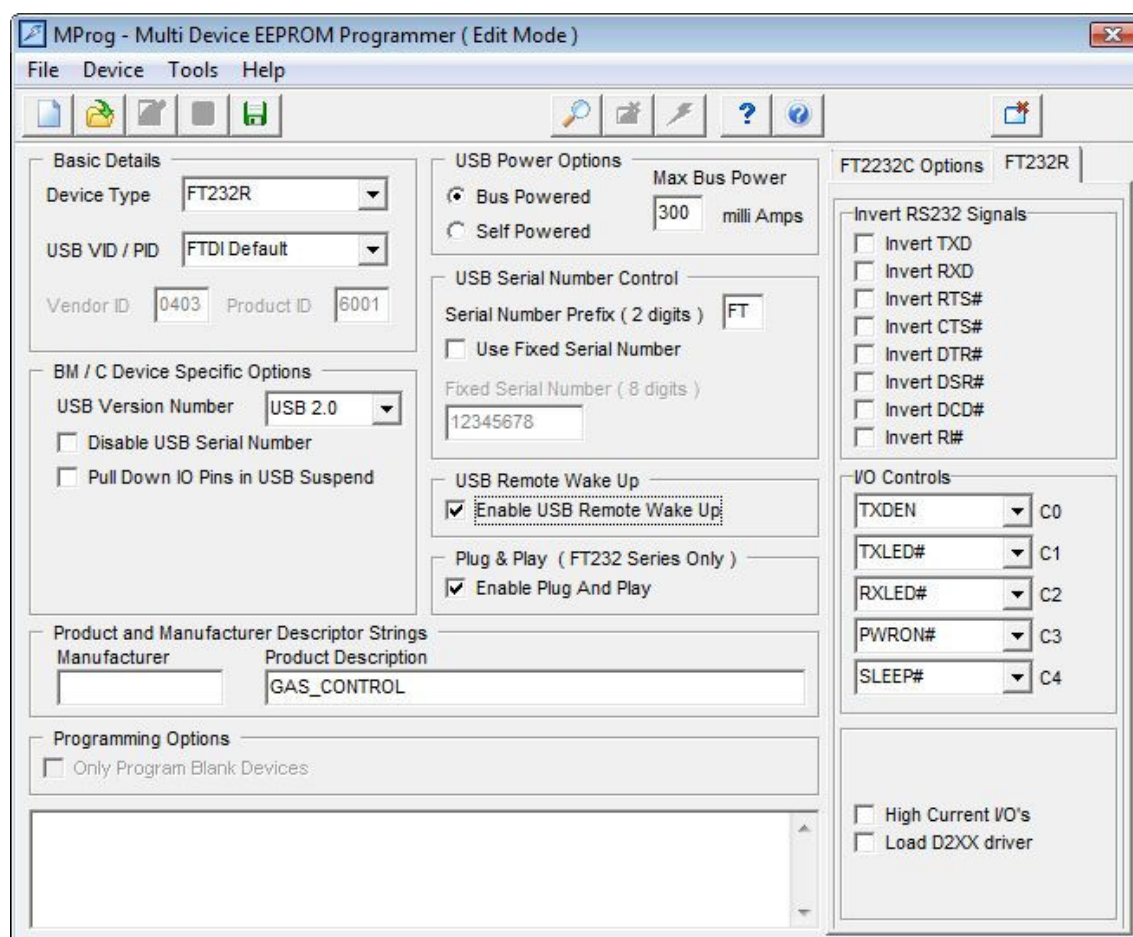 MProg - Multi Device EEPROM Programmer ( Edit Mode )
File Device Tools Help
Basic Details
Device Type FT232R
USB VID / PID FTDI Default
Vendor ID 0403 Product ID 6001
BM / C Device Specific Options
USB Version Number USB 2.0
Disable USB Serial Number
Pull Down IO Pins in USB Suspend
USB Power Options
Max Bus Power
Bus Powered
300 milli Amps
Self Powered
USB Serial Number Control
Serial Number Prefix ( 2 digits ) FT
Use Fixed Serial Number
Fixed Serial Number ( 8 digits )
12345678
USB Remote Wake Up
Enable USB Remote Wake Up
Plug & Play ( FT232 Series Only )
Enable Plug And Play
Product and Manufacturer Descriptor Strings
Manufacturer Product Description
GAS_CONTROL
Programming Options
Only Program Blank Devices
FT2232C Options FT232R
Invert RS232 Signals
Invert TXD
Invert RXD
Invert RTS#
Invert CTS#
Invert DTR#
Invert DSR#
Invert DCD#
Invert RI#
I/O Controls
TXDEN C0
TXLED# C1
RXLED# C2
PWRON# C3
SLEEP# C4
High Current I/O's
Load D2XX driver